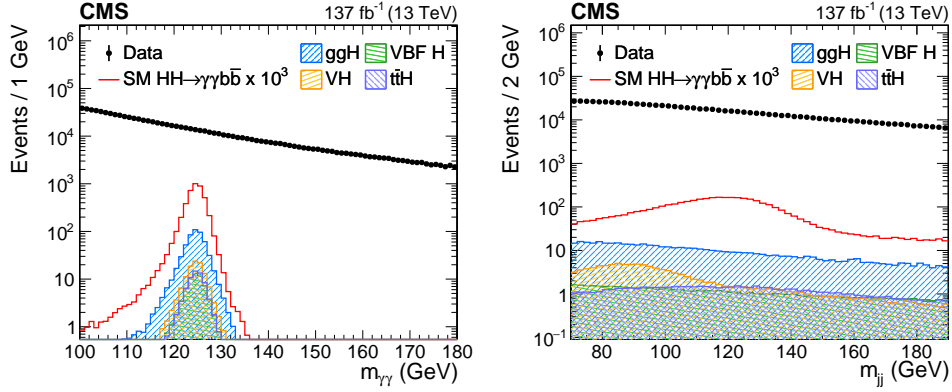 CMS 137 fb⁻¹ (13 TeV)
Events / 1 GeV
10⁶
10⁵
10⁴
10³
10²
10
1
Data
SM HH→γγbb̄ x 10³
ggH
VBF H
VH
tt̄H
100 110 120 130 140 150 160 170 180
m_γγ (GeV)
CMS 137 fb⁻¹ (13 TeV)
Events / 2 GeV
10⁶
10⁵
10⁴
10³
10²
10
1
10⁻¹
Data
SM HH→γγbb̄ x 10³
ggH
VBF H
VH
tt̄H
80 100 120 140 160 180
m_jj (GeV)